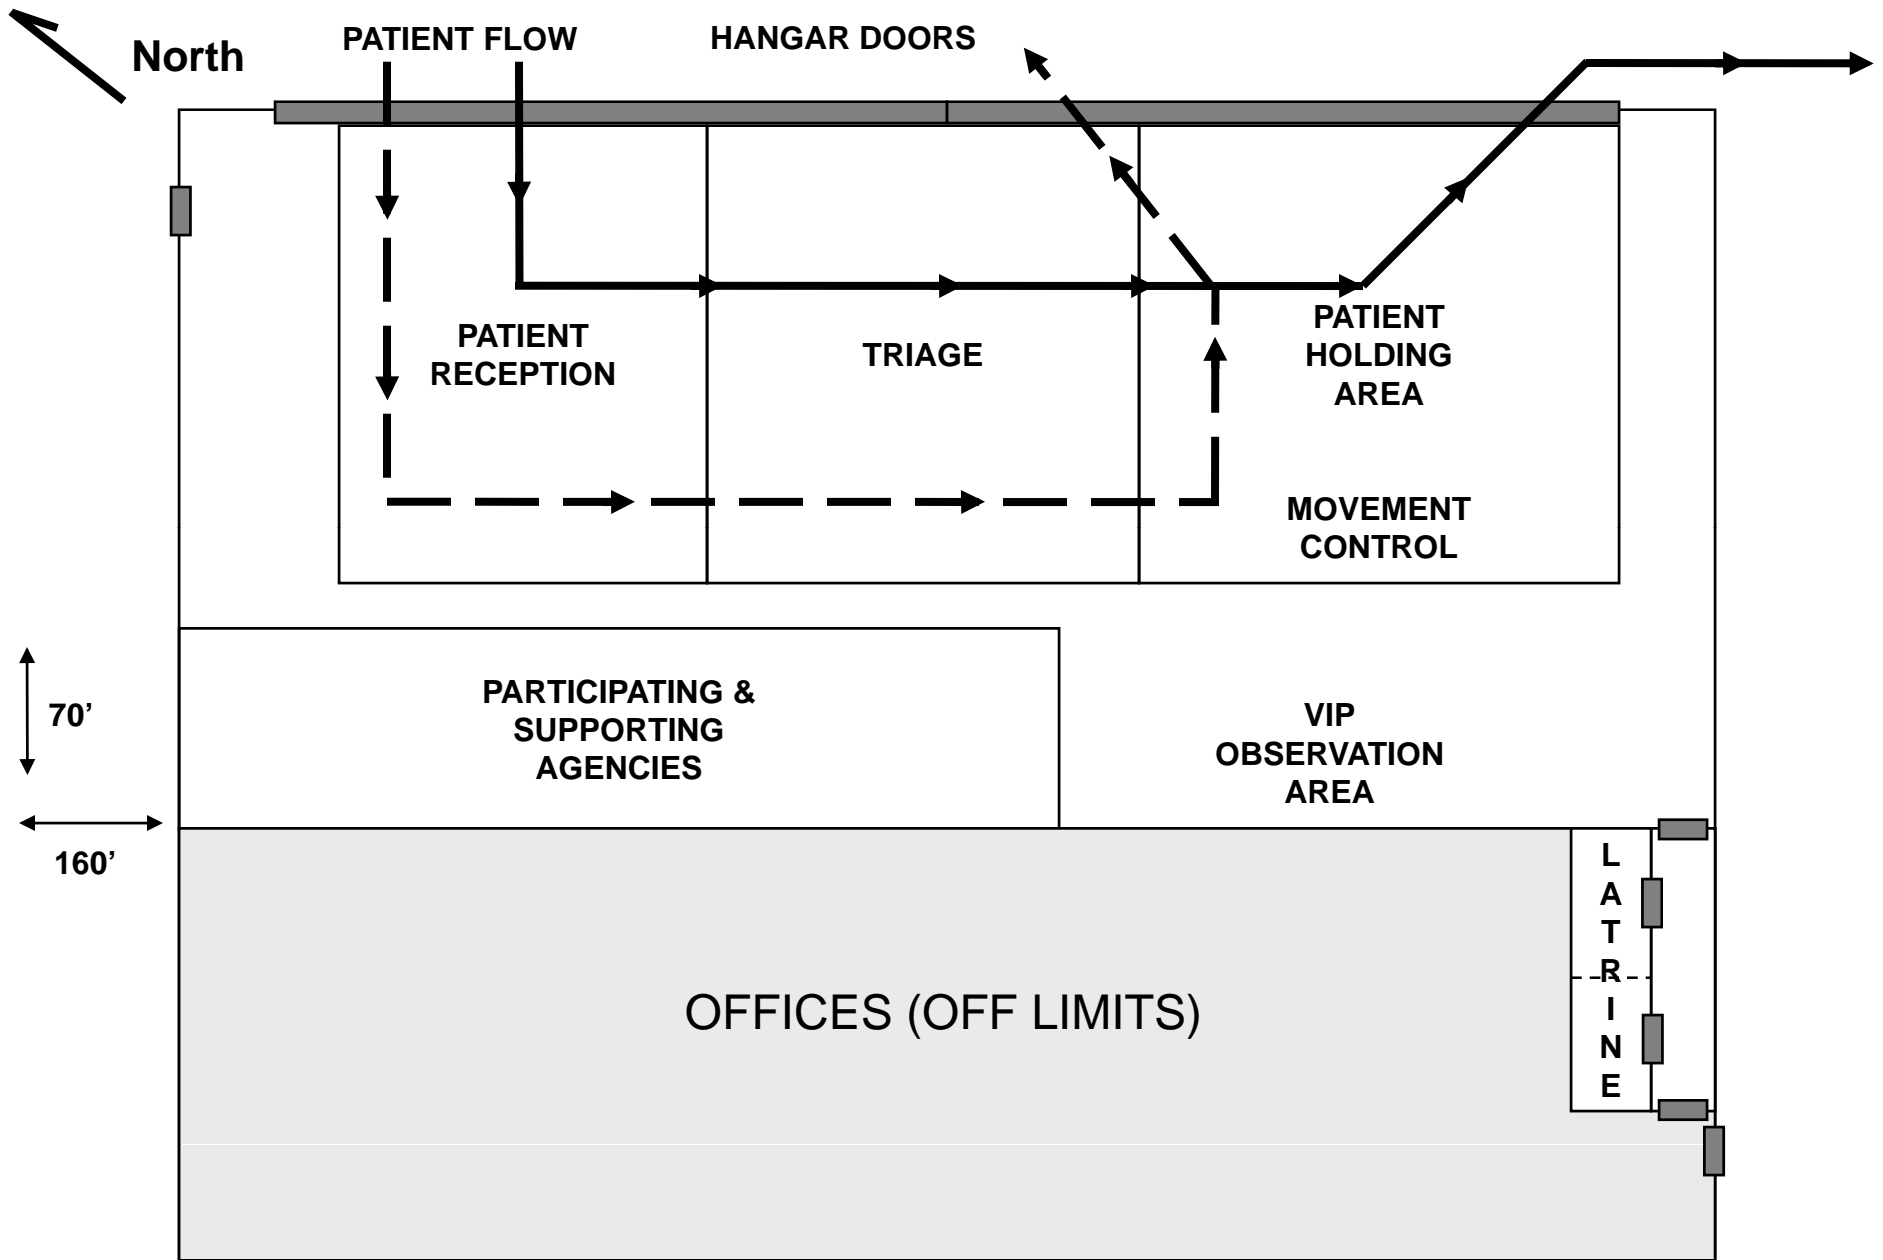 North
PATIENT FLOW
HANGAR DOORS
PATIENT
RECEPTION
TRIAGE
PATIENT
HOLDING
AREA
MOVEMENT
CONTROL
PARTICIPATING &
SUPPORTING
AGENCIES
VIP
OBSERVATION
AREA
70’
160’
L
A
T
R
I
N
E
OFFICES (OFF LIMITS)